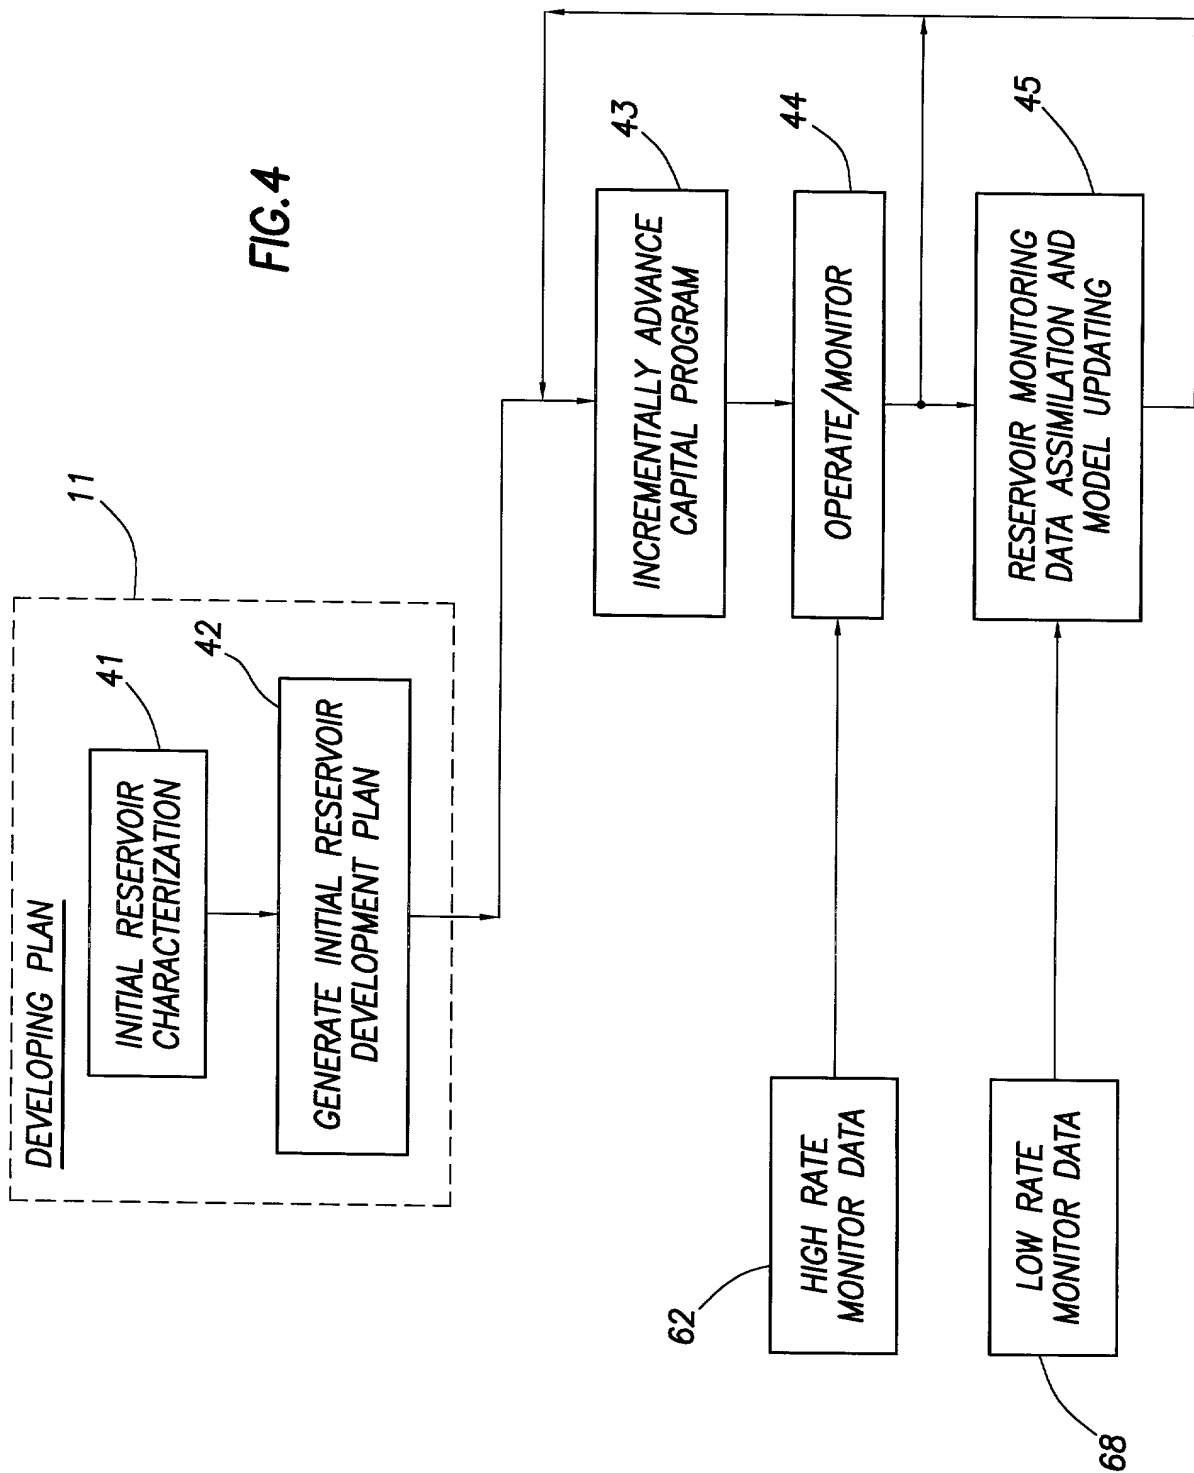 FIG.4
DEVELOPING PLAN
11
INITIAL RESERVOIR
CHARACTERIZATION
41
GENERATE INITIAL RESERVOIR
DEVELOPMENT PLAN
42
INCREMENTALLY ADVANCE
CAPITAL PROGRAM
43
HIGH RATE
MONITOR DATA
62
OPERATE/MONITOR
44
LOW RATE
MONITOR DATA
68
RESERVOIR MONITORING
DATA ASSIMILATION AND
MODEL UPDATING
45